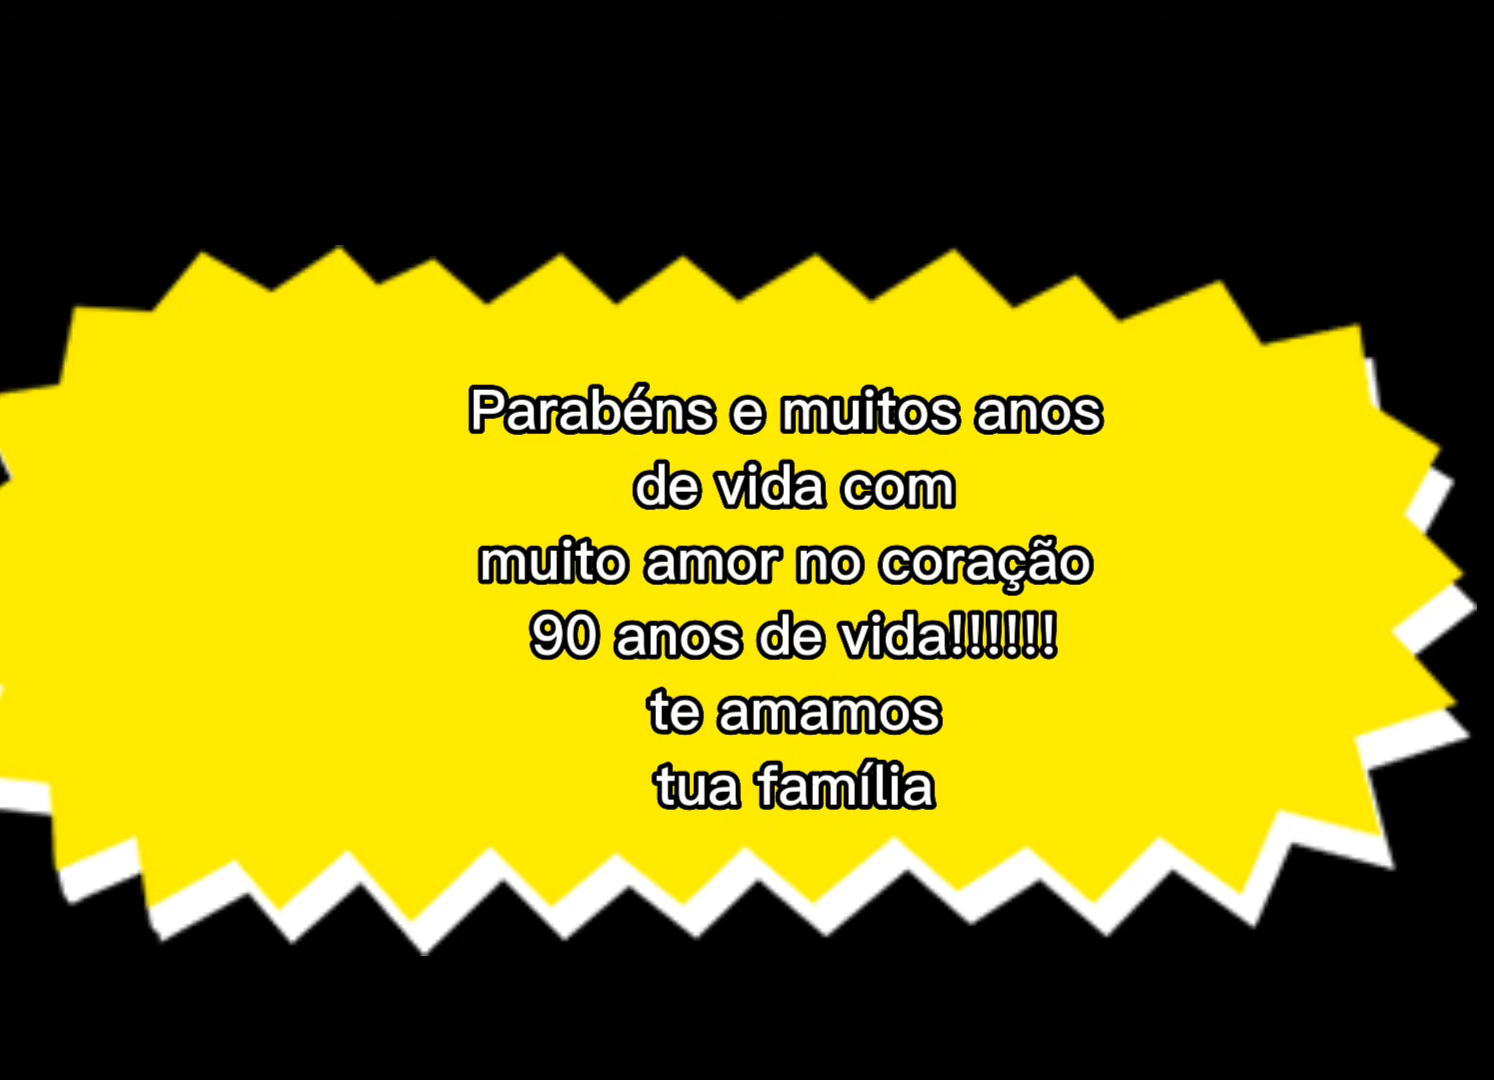 Parabéns e muitos anos
de vida com
muito amor no coração
90 anos de vida!!!!!!
te amamos
tua família